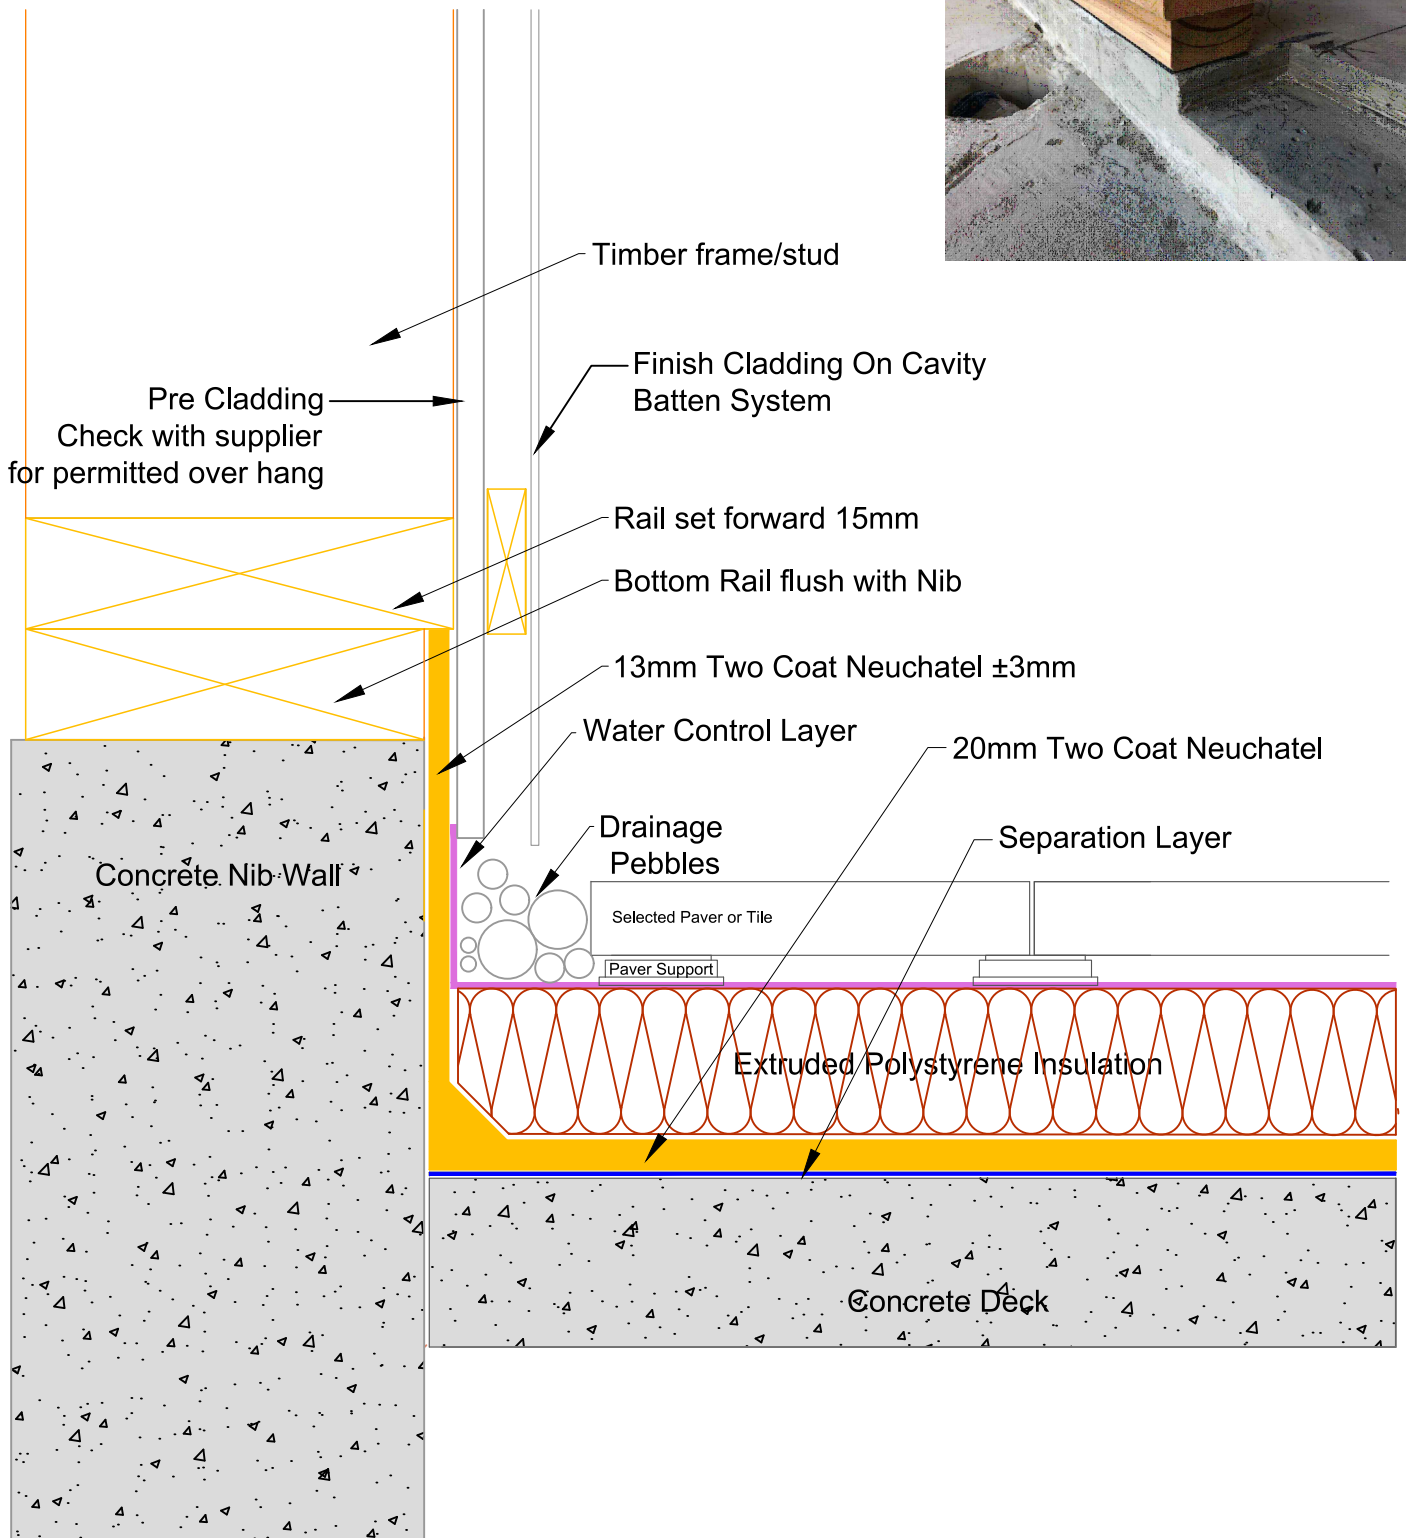 Timber frame/stud
Finish Cladding On Cavity
Batten System
Pre Cladding
Check with supplier
for permitted over hang
Rail set forward 15mm
Bottom Rail flush with Nib
13mm Two Coat Neuchatel ±3mm
Water Control Layer
20mm Two Coat Neuchatel
Drainage
Pebbles
Separation Layer
Concrete Nib Wall
Selected Paver or Tile
Paver Support
Extruded Polystyrene Insulation
Concrete Deck